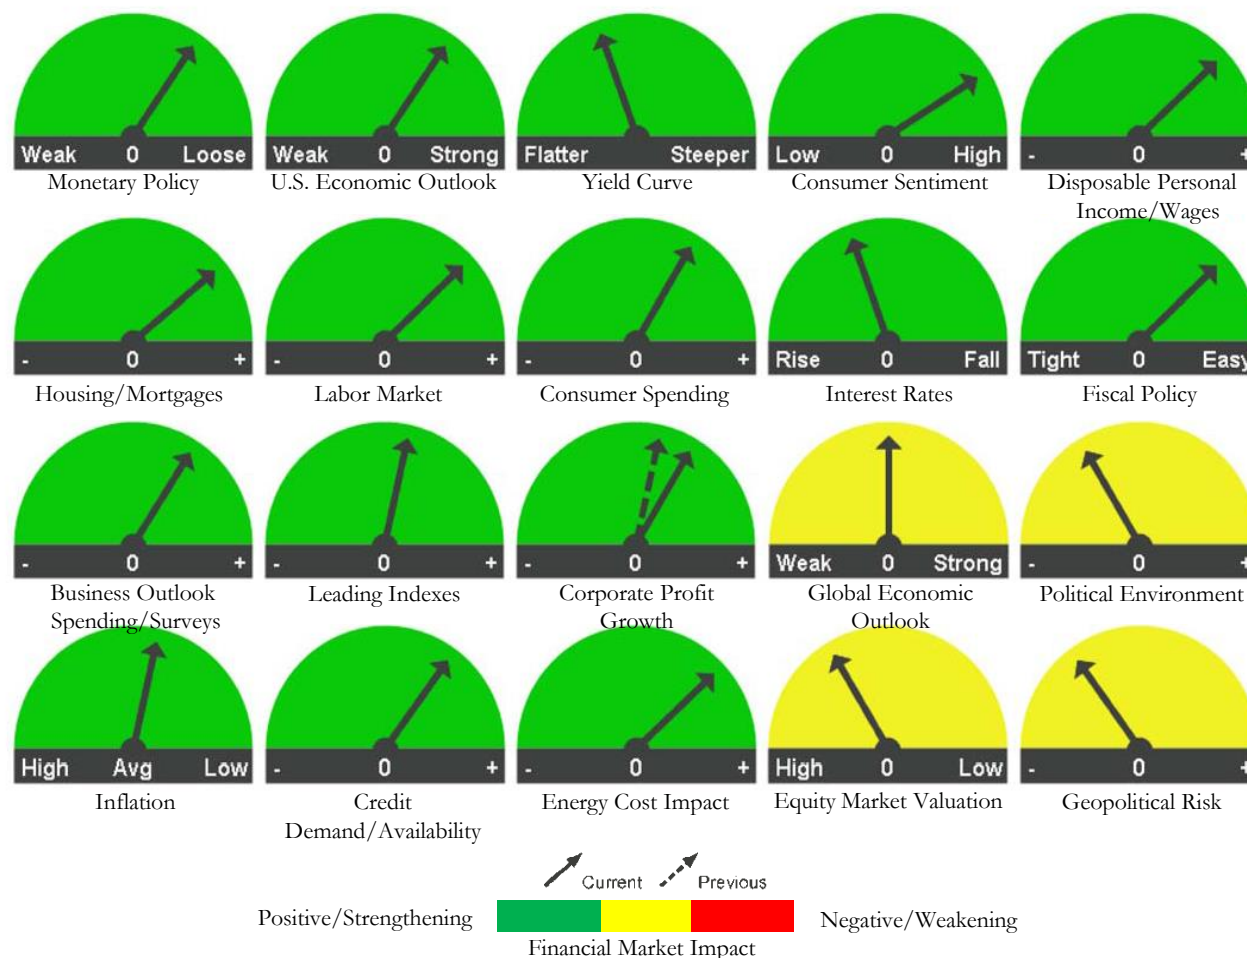 Weak 0 Loose
Weak 0 Strong
Flatter Steeper
Low 0 High
- 0 +
Monetary Policy
U.S. Economic Outlook
Yield Curve
Consumer Sentiment
Disposable Personal
Income/Wages
- 0 +
- 0 +
- 0 +
Rise 0 Fall
Tight 0 Easy
Housing/Mortgages
Labor Market
Consumer Spending
Interest Rates
Fiscal Policy
- 0 +
- 0 +
- 0 +
Weak 0 Strong
- 0 +
Business Outlook
Spending/Surveys
Leading Indexes
Corporate Profit
Growth
Global Economic
Outlook
Political Environment
High Avg Low
- 0 +
- 0 +
High 0 Low
- 0 +
Inflation
Credit
Demand/Availability
Energy Cost Impact
Equity Market Valuation
Geopolitical Risk
Current Previous
Positive/Strengthening
Negative/Weakening
Financial Market Impact